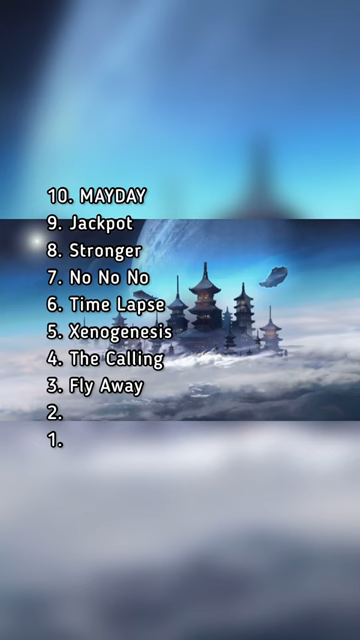 10. MAYDAY
9. Jackpot
8. Stronger
7. No No No
6. Time Lapse
5. Xenogenesis
4. The Calling
3. Fly Away
2.
1.